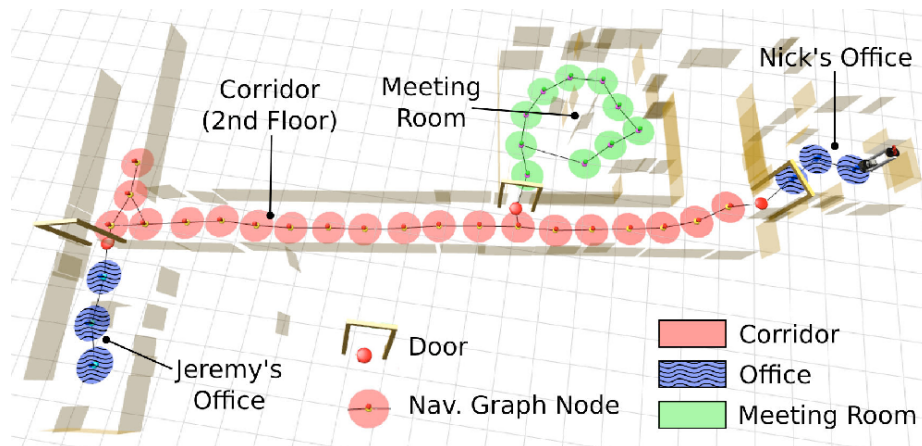 Nick's Office
Corridor
(2nd Floor)
Meeting
Room
Jeremy's
Office
Door
Nav. Graph Node
Corridor
Office
Meeting Room